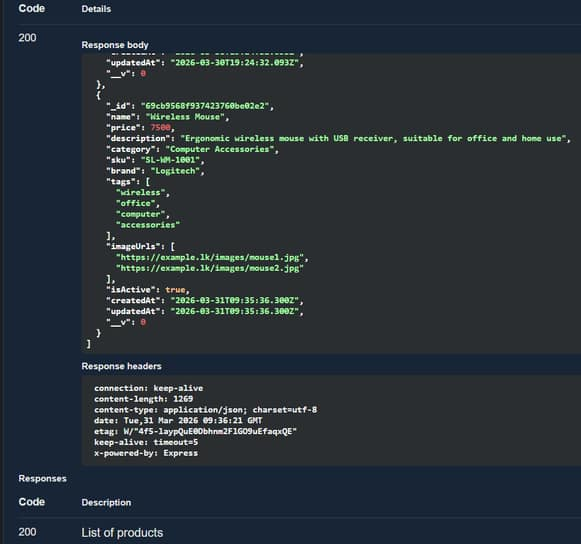 Code Details
200
Response body
"updatedAt": "2026-03-30T19:24:32.093Z",
"__v": 0
},
{
"_id": "69cb9568f937423760be02e2",
"name": "Wireless Mouse",
"price": 7500,
"description": "Ergonomic wireless mouse with USB receiver, suitable for office and home use",
"category": "Computer Accessories",
"sku": "SL-WM-1001",
"brand": "Logitech",
"tags": [
"wireless",
"office",
"computer",
"accessories"
],
"imageUrls": [
"https://example.lk/images/mouse1.jpg",
"https://example.lk/images/mouse2.jpg"
],
"isActive": true,
"createdAt": "2026-03-31T09:35:36.300Z",
"updatedAt": "2026-03-31T09:35:36.300Z",
"__v": 0
}
]
Response headers
connection: keep-alive
content-length: 1269
content-type: application/json; charset=utf-8
date: Tue,31 Mar 2026 09:36:21 GMT
etag: W/"4f5-laypQuE0Dbhnm2FlGO9uEfaqxQE"
keep-alive: timeout=5
x-powered-by: Express
Responses
Code Description
200 List of products